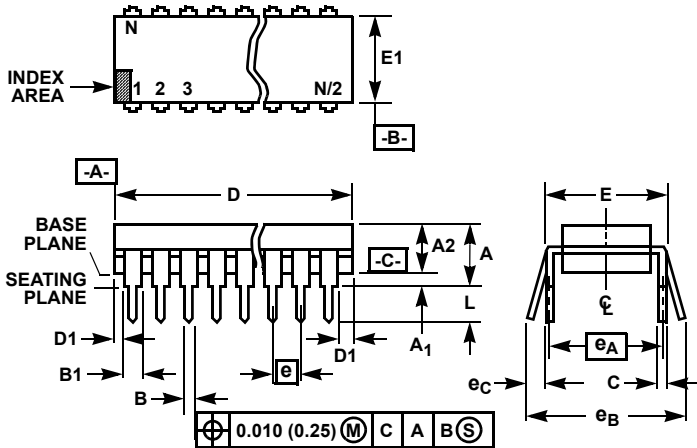 N
E1
INDEX
AREA
1 2 3 N/2
-B-
-A-
D
E
BASE
PLANE
A2
A
-C-
SEATING
PLANE
L
C
L
D1
A1
D1
eA
B1
e
eC
C
B
eB
0.010 (0.25) M C A B S